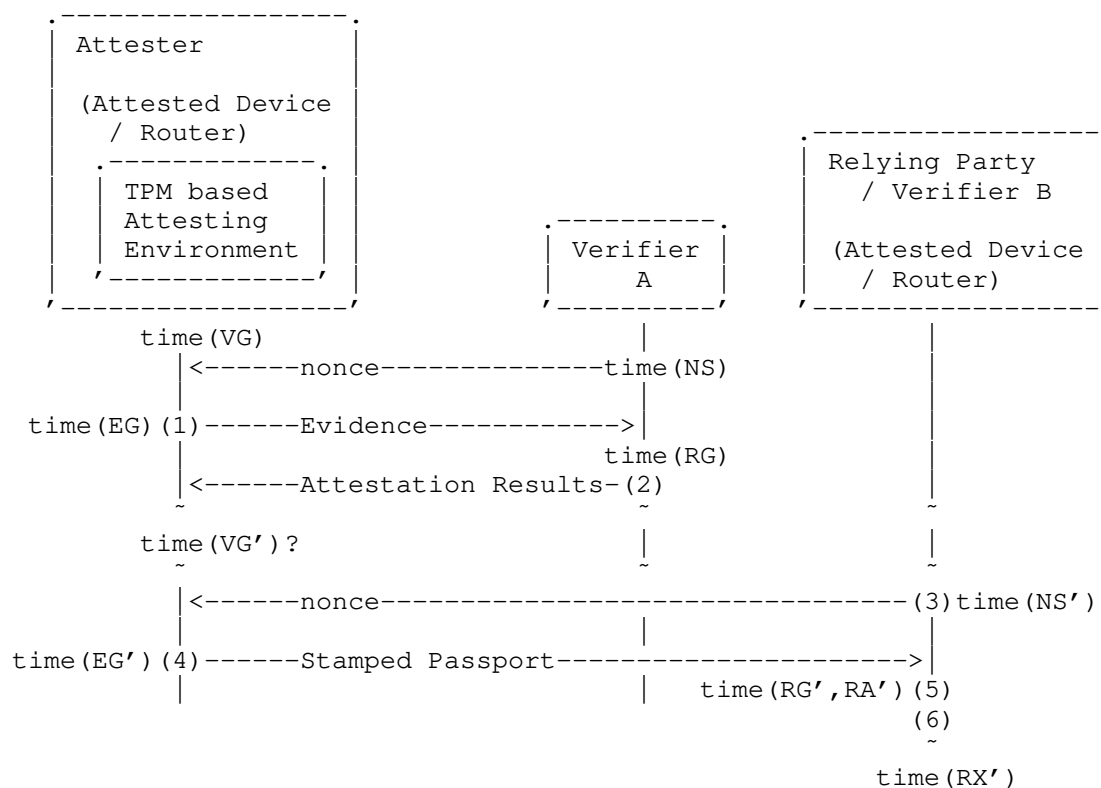 Attester
(Attested Device
/ Router)
Relying Party
TPM based
/ Verifier B
Attesting
Environment
Verifier
(Attested Device
A
/ Router)
time(VG)
<------nonce--------------time(NS)
time(EG)(1)------Evidence------------>
time(RG)
<------Attestation Results-(2)
~ ~ ~
time(VG')?
~ ~ ~
<------nonce---------------------------------(3)time(NS')
time(EG')(4)------Stamped Passport---------------------->
time(RG',RA')(5)
(6)
~
time(RX')